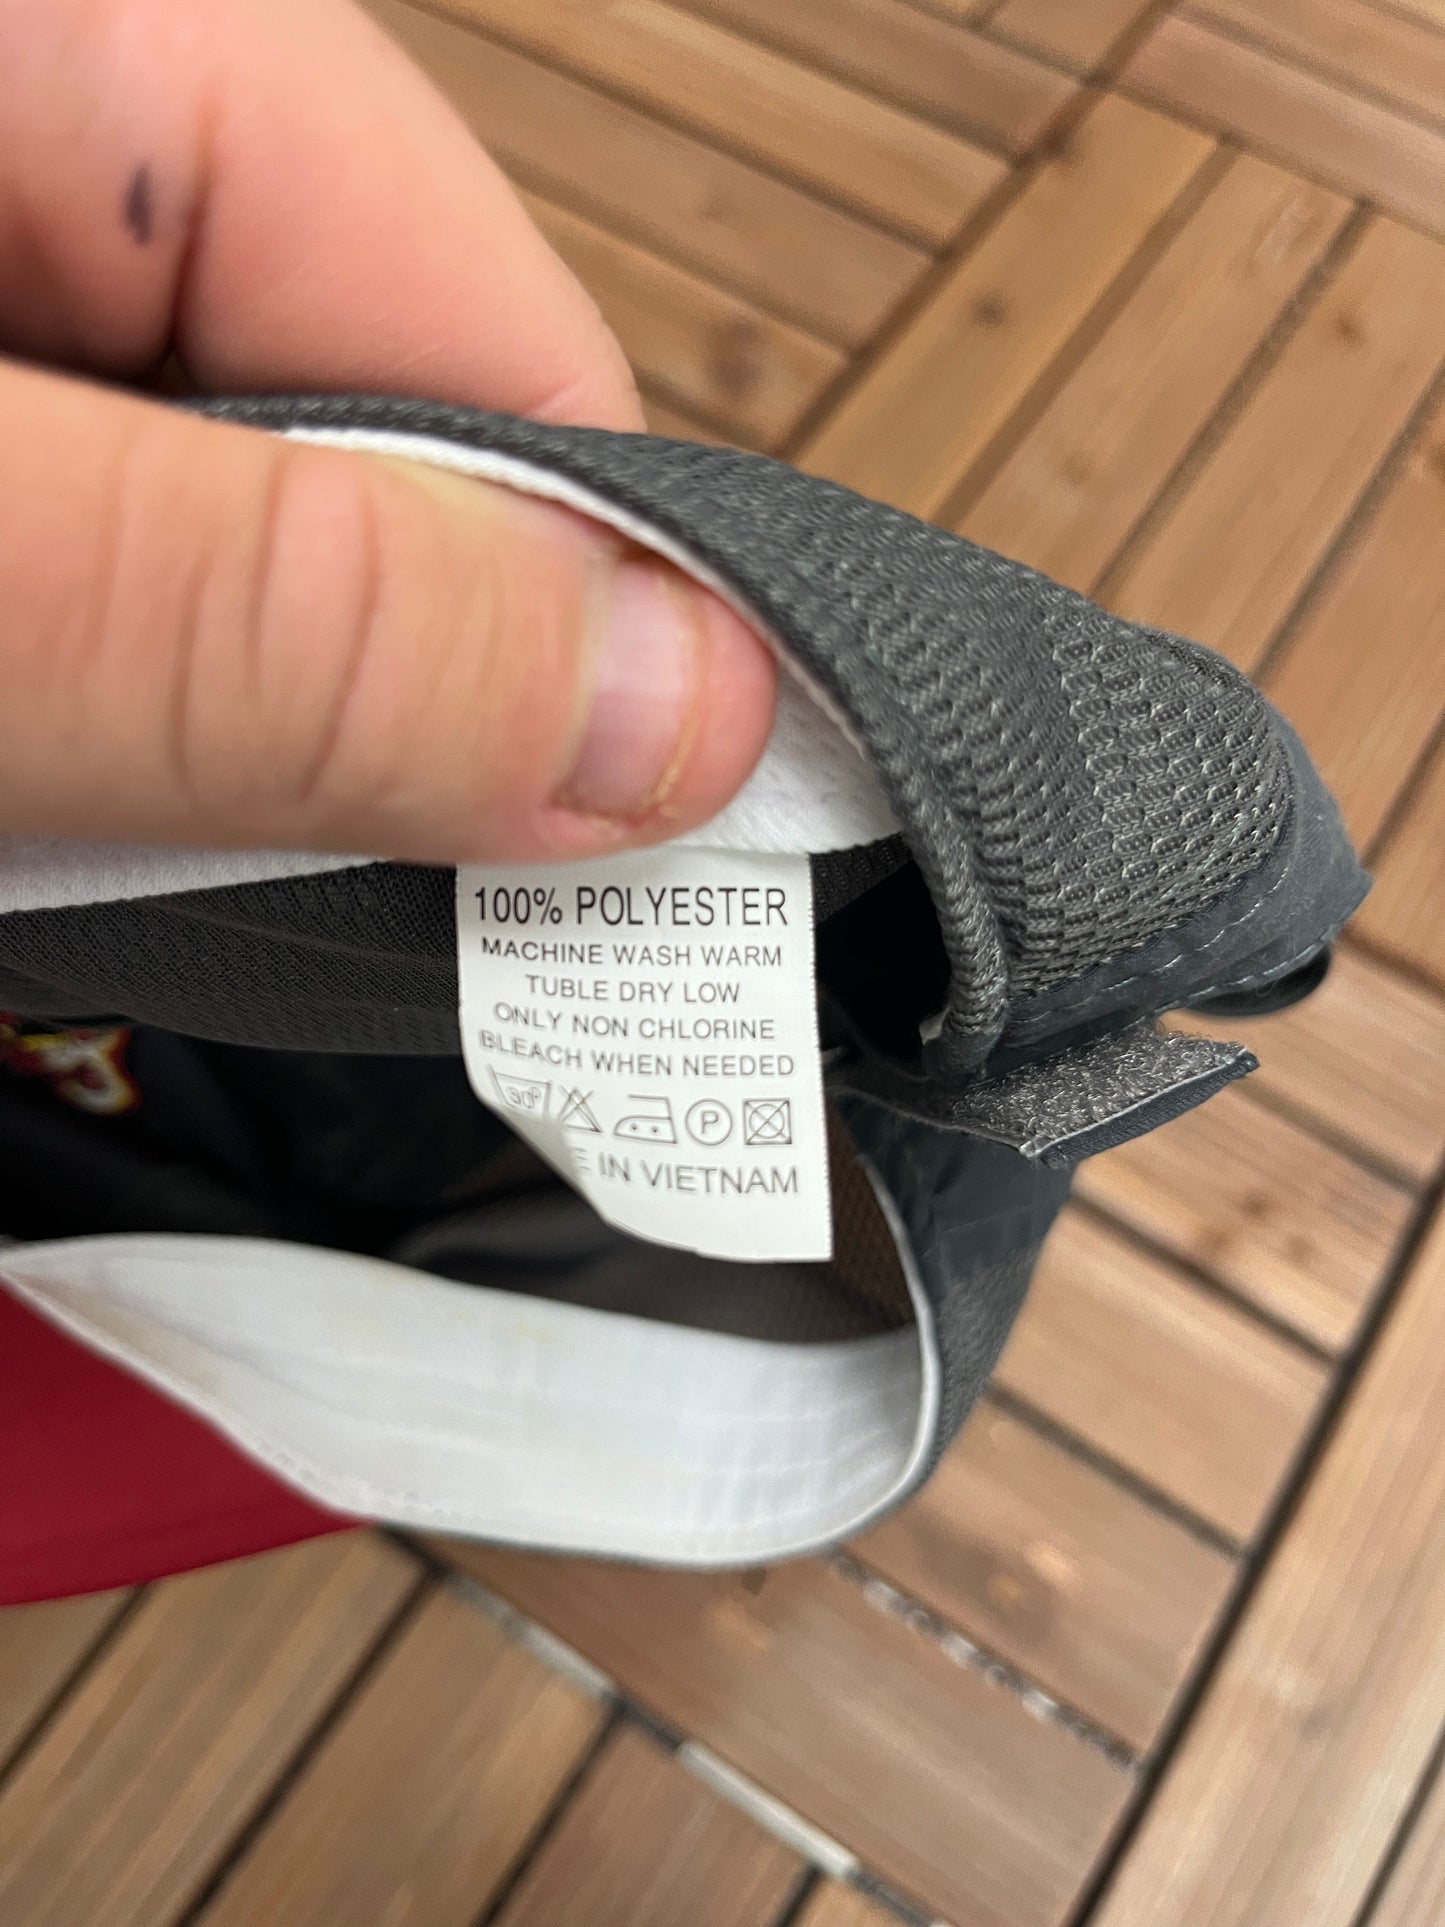 100% POLYESTER
MACHINE WASH WARM
TUBLE DRY LOW
ONLY NON CHLORINE
BLEACH WHEN NEEDED
30° P
IN VIETNAM